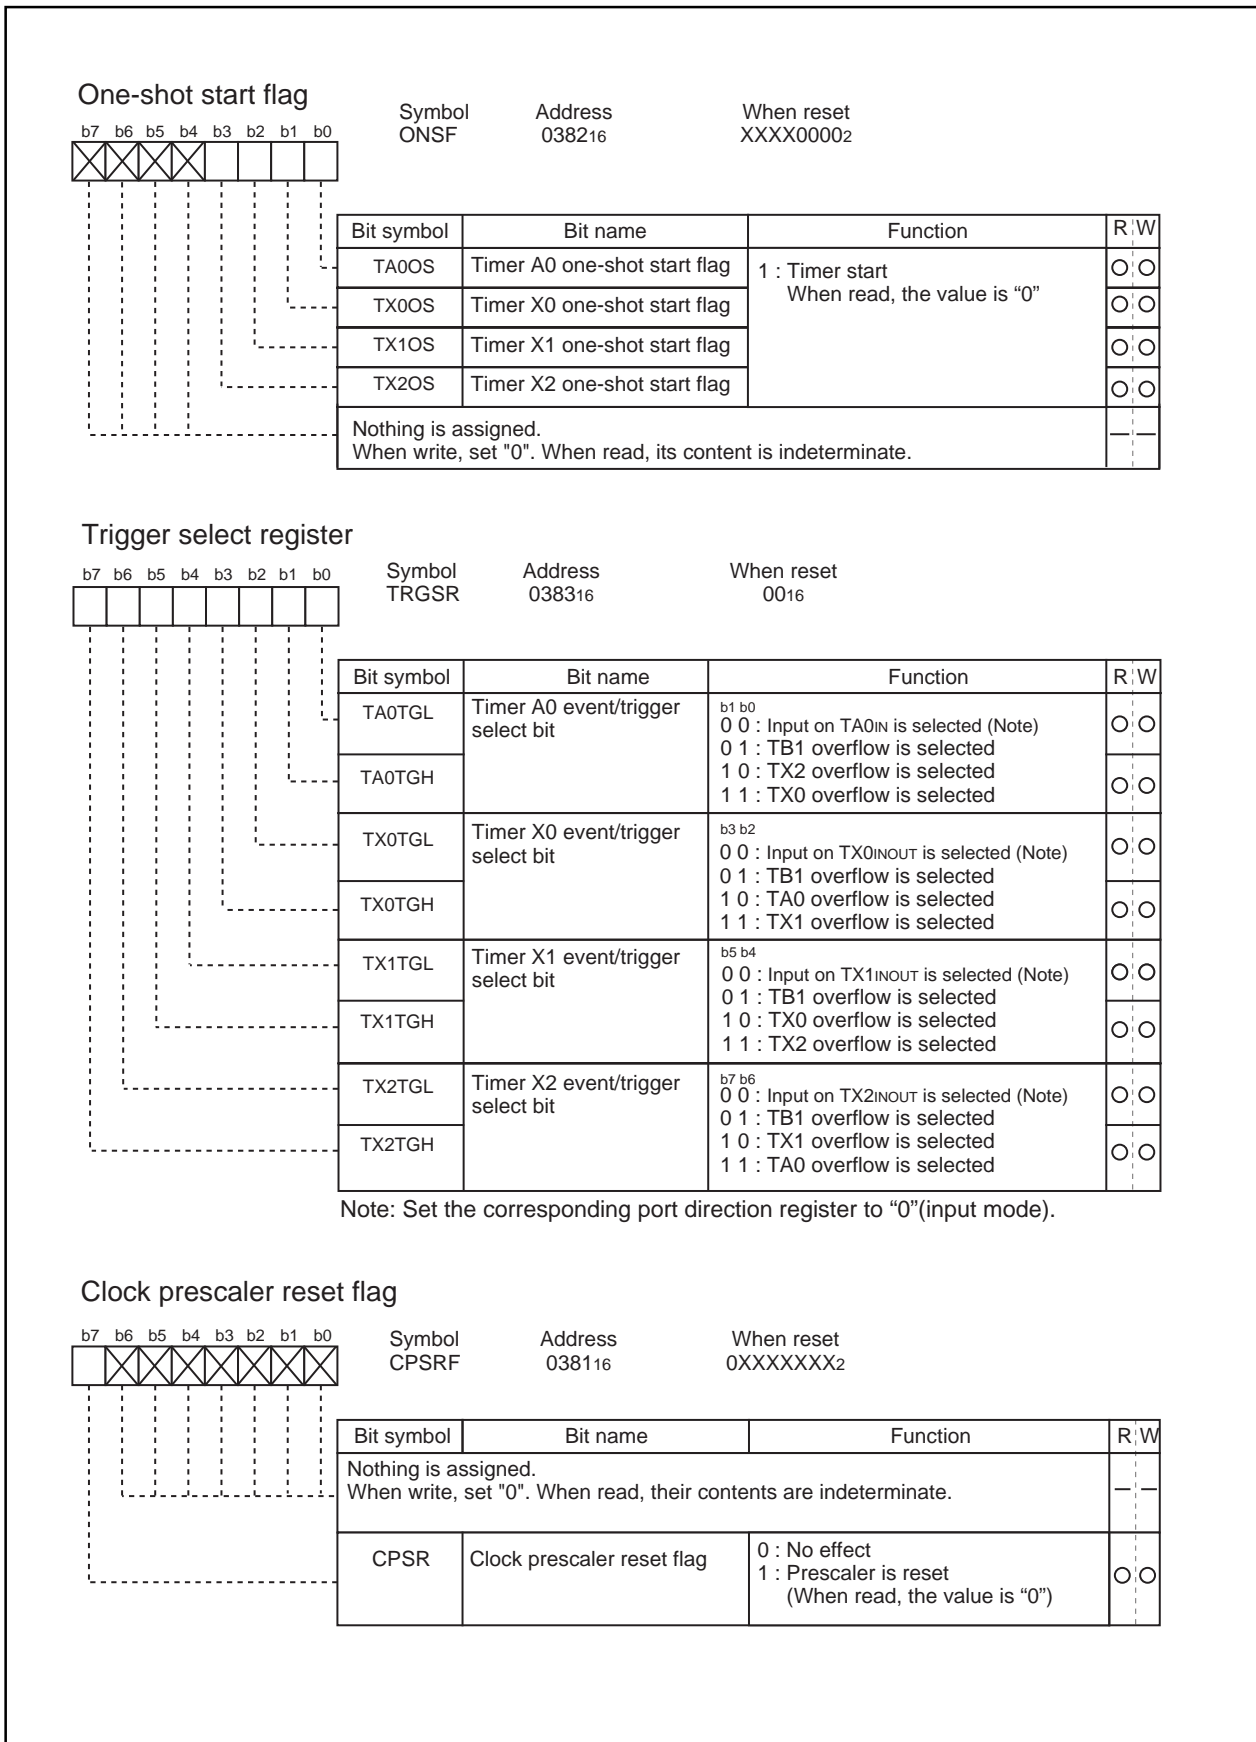 One-shot start flag
Symbol Address When reset
ONSF 038216 XXXX00002
b7 b6 b5 b4 b3 b2 b1 b0
Bit symbol Bit name Function R W
TA0OS Timer A0 one-shot start flag 1 : Timer start
When read, the value is “0”
TX0OS Timer X0 one-shot start flag
TX1OS Timer X1 one-shot start flag
TX2OS Timer X2 one-shot start flag
Nothing is assigned.
When write, set "0". When read, its content is indeterminate.
Trigger select register
b7 b6 b5 b4 b3 b2 b1 b0
Symbol Address When reset
TRGSR 038316 0016
Bit symbol Bit name Function R W
TA0TGL Timer A0 event/trigger
select bit
b1 b0
0 0 : Input on TA0IN is selected (Note)
0 1 : TB1 overflow is selected
TA0TGH 1 0 : TX2 overflow is selected
1 1 : TX0 overflow is selected
TX0TGL Timer X0 event/trigger
select bit
b3 b2
0 0 : Input on TX0INOUT is selected (Note)
0 1 : TB1 overflow is selected
TX0TGH 1 0 : TA0 overflow is selected
1 1 : TX1 overflow is selected
TX1TGL Timer X1 event/trigger
select bit
b5 b4
0 0 : Input on TX1INOUT is selected (Note)
0 1 : TB1 overflow is selected
TX1TGH 1 0 : TX0 overflow is selected
1 1 : TX2 overflow is selected
TX2TGL Timer X2 event/trigger
select bit
b7 b6
0 0 : Input on TX2INOUT is selected (Note)
0 1 : TB1 overflow is selected
TX2TGH 1 0 : TX1 overflow is selected
1 1 : TA0 overflow is selected
Note: Set the corresponding port direction register to “0”(input mode).
Clock prescaler reset flag
b7 b6 b5 b4 b3 b2 b1 b0
Symbol Address When reset
CPSRF 038116 0XXXXXXX2
Bit symbol Bit name Function R W
Nothing is assigned.
When write, set "0". When read, their contents are indeterminate.
CPSR Clock prescaler reset flag 0 : No effect
1 : Prescaler is reset
(When read, the value is “0”)